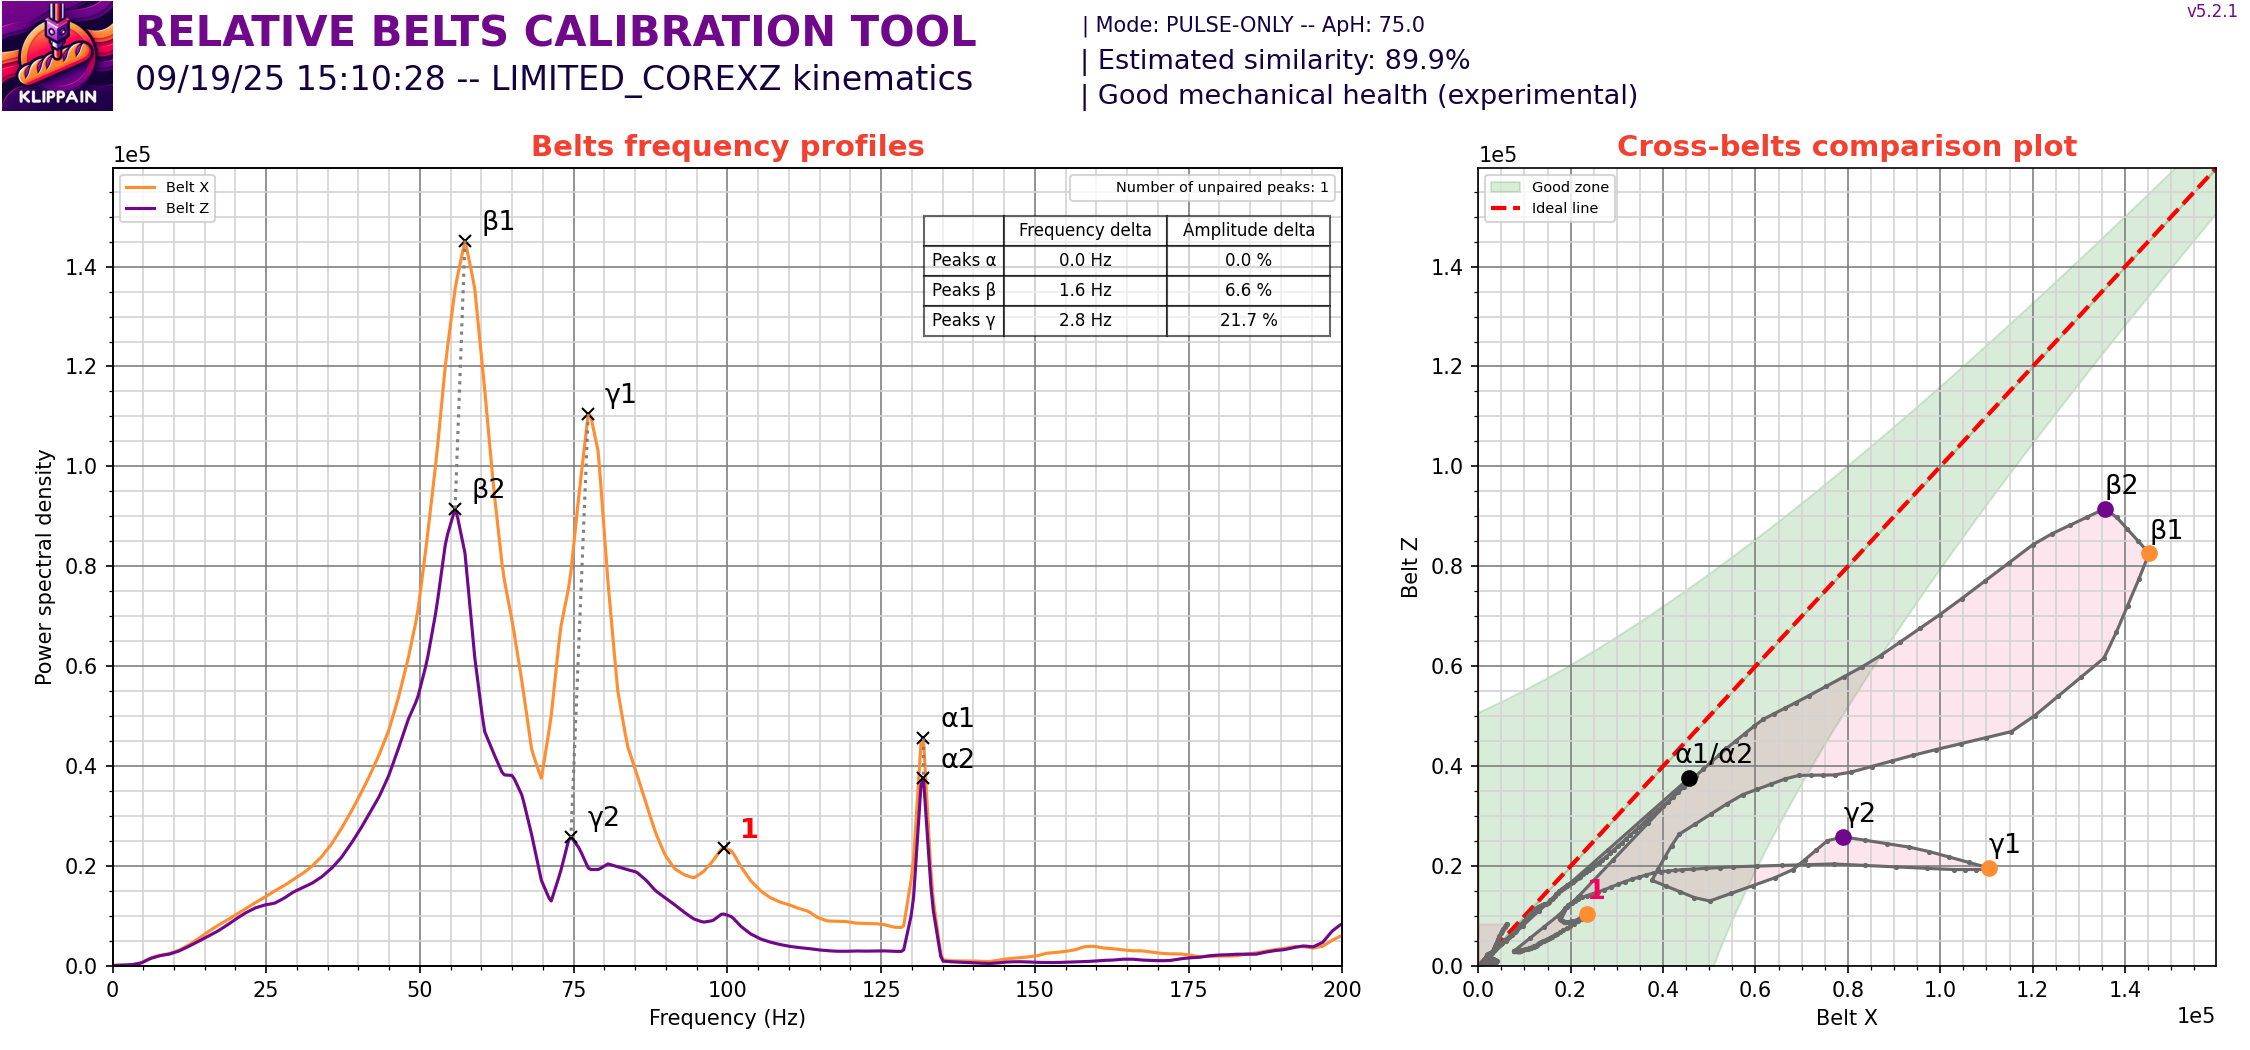 KLIPPAIN
RELATIVE BELTS CALIBRATION TOOL
09/19/25 15:10:28 -- LIMITED_COREXZ kinematics
| Mode: PULSE-ONLY -- ApH: 75.0
| Estimated similarity: 89.9%
| Good mechanical health (experimental)
v5.2.1
Belts frequency profiles
1e5
Belt X
Belt Z
Number of unpaired peaks: 1
Frequency delta Amplitude delta
Peaks α 0.0 Hz 0.0 %
Peaks β 1.6 Hz 6.6 %
Peaks γ 2.8 Hz 21.7 %
β1
γ1
β2
α1
α2
γ2
1
1.4
1.2
1.0
0.8
0.6
0.4
0.2
0.0
Power spectral density
0 25 50 75 100 125 150 175 200
Frequency (Hz)
Cross-belts comparison plot
1e5
Good zone
Ideal line
β2
β1
α1/α2
γ2
γ1
1
1.4
1.2
1.0
0.8
0.6
0.4
0.2
0.0
Belt Z
0.0 0.2 0.4 0.6 0.8 1.0 1.2 1.4
Belt X
1e5